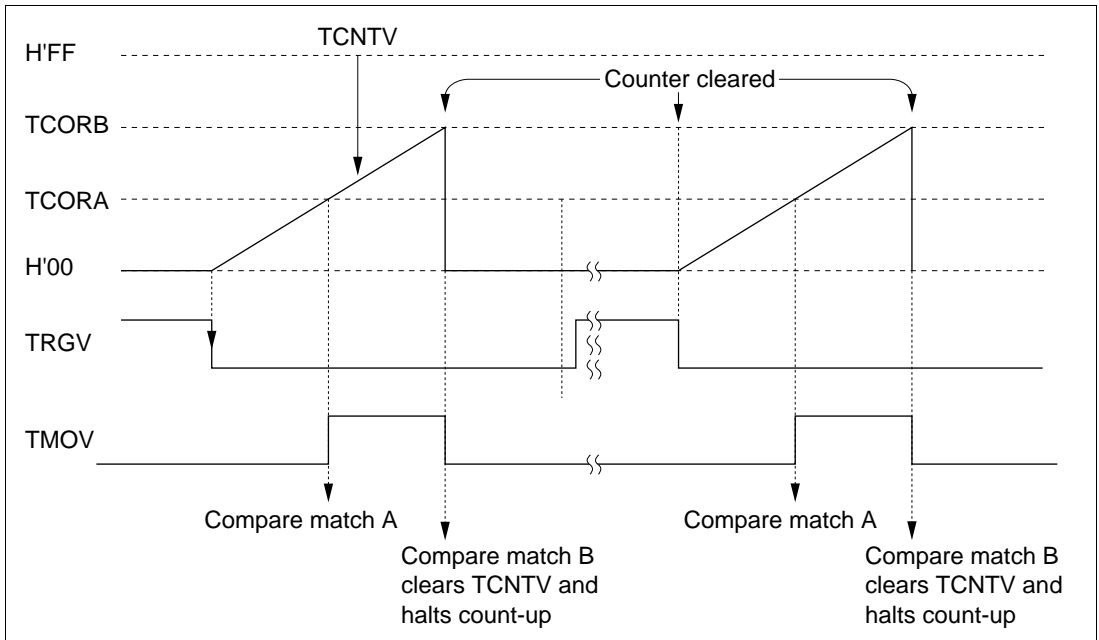 TCNTV
H'FF
Counter cleared
TCORB
TCORA
H'00
TRGV
TMOV
Compare match A
Compare match B
clears TCNTV and
halts count-up
Compare match A
Compare match B
clears TCNTV and
halts count-up